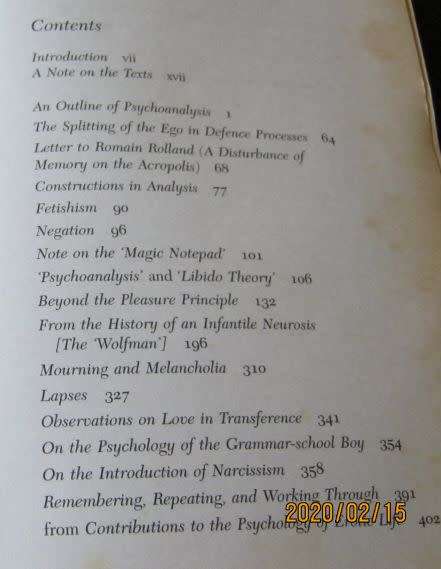 Contents
Introduction vii
A Note on the Texts xvii
An Outline of Psychoanalysis 1
The Splitting of the Ego in Defence Processes 64
Letter to Romain Rolland (A Disturbance of
Memory on the Acropolis) 68
Constructions in Analysis 77
Fetishism 90
Negation 96
Note on the 'Magic Notepad' 101
'Psychoanalysis' and 'Libido Theory' 106
Beyond the Pleasure Principle 132
From the History of an Infantile Neurosis
[The 'Wolfman'] 196
Mourning and Melancholia 310
Lapses 327
Observations on Love in Transference 341
On the Psychology of the Grammar-school Boy 354
On the Introduction of Narcissism 358
Remembering, Repeating, and Working Through 391
from Contributions to the Psychology of Erotic Life 402
2020/02/15